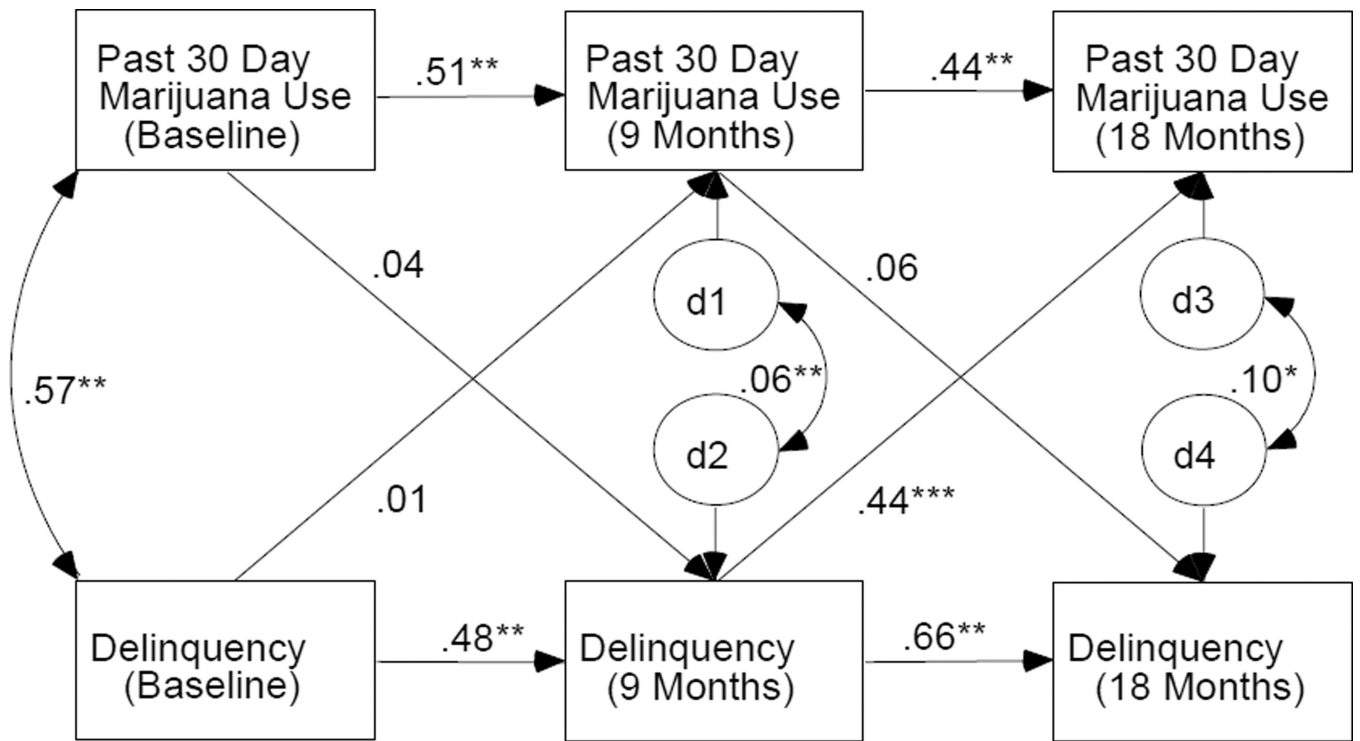 Past 30 Day
Marijuana Use
(Baseline)
.51**
Past 30 Day
Marijuana Use
(9 Months)
.44**
Past 30 Day
Marijuana Use
(18 Months)
.04
.06
d1
d3
.57**
.06**
.10*
d2
d4
.01
.44***
Delinquency
(Baseline)
.48**
Delinquency
(9 Months)
.66**
Delinquency
(18 Months)